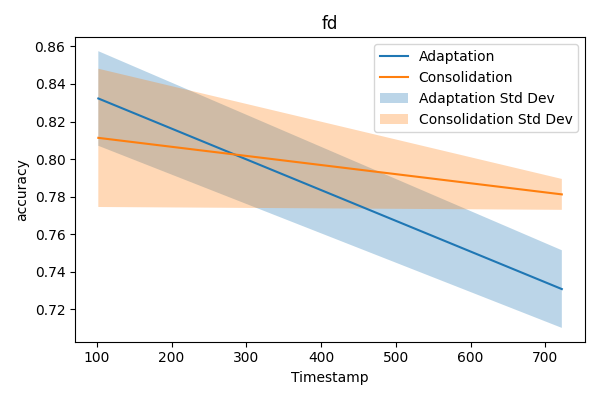 fd
0.86
0.84
0.82
0.80
0.78
0.76
0.74
0.72
accuracy
Adaptation
Consolidation
Adaptation Std Dev
Consolidation Std Dev
100 200 300 400 500 600 700
Timestamp